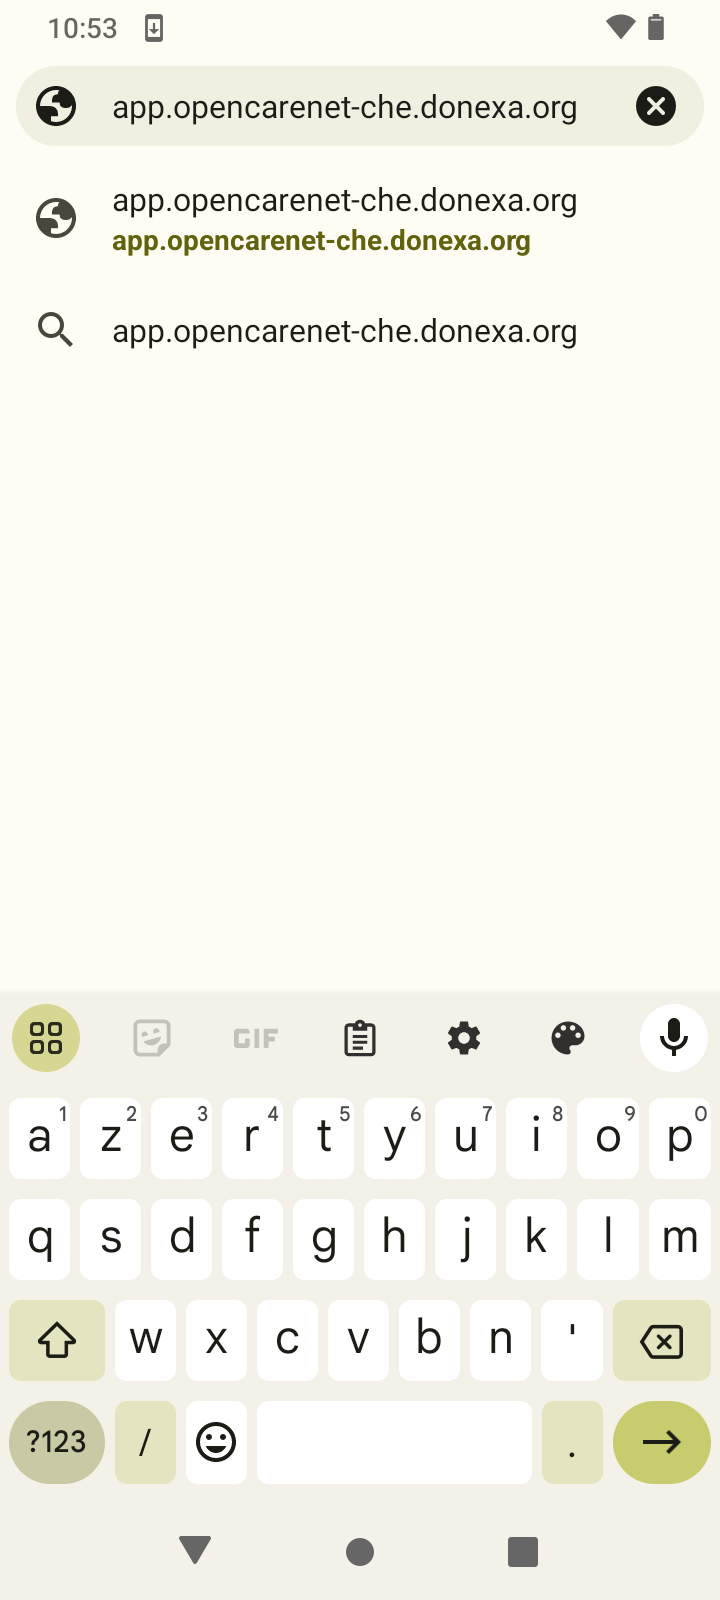 10:53
app.opencarenet-che.donexa.org
app.opencarenet-che.donexa.org
app.opencarenet-che.donexa.org
app.opencarenet-che.donexa.org
GIF
a 1 z 2 e 3 r 4 t 5 y 6 u 7 i 8 o 9 p 0
q s d f g h j k l m
w x c v b n '
?123 / .